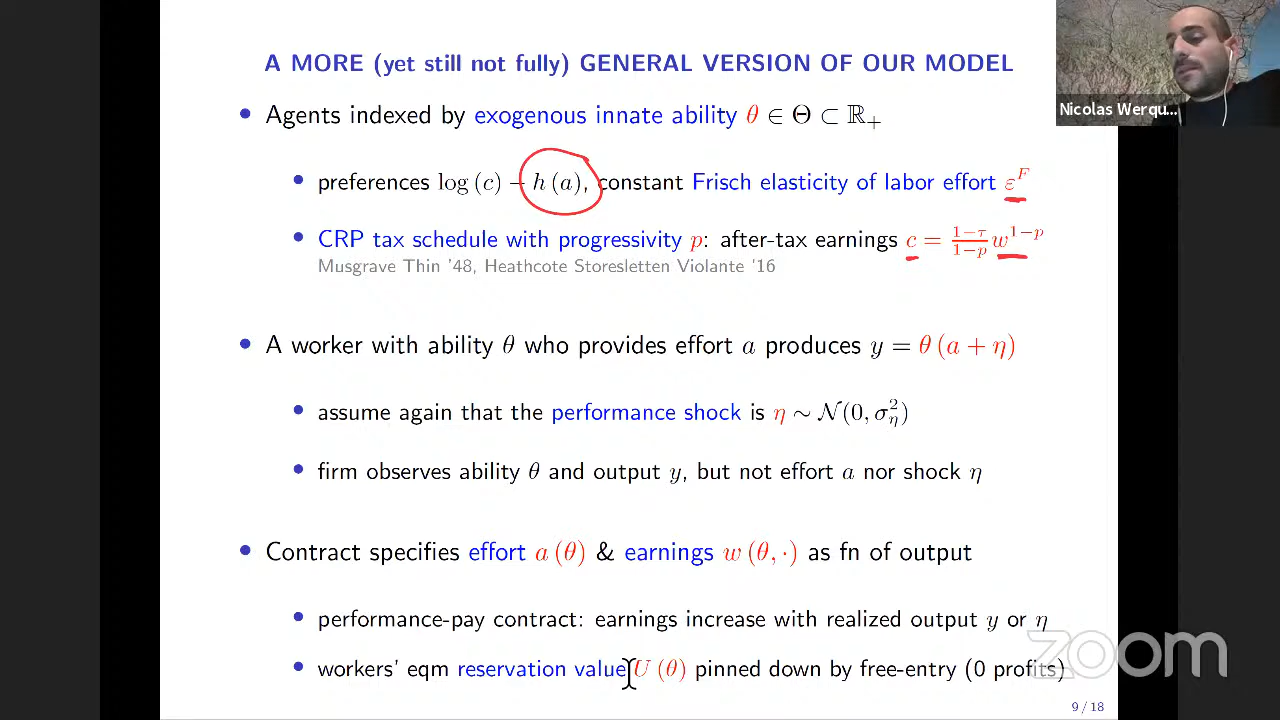 A MORE (yet still not fully) GENERAL VERSION OF OUR MODEL
Nicolas Werqu...
• Agents indexed by exogenous innate ability θ ∈ Θ ⊂ ℝ₊
• preferences log (c) − h (a), constant Frisch elasticity of labor effort ε^F
• CRP tax schedule with progressivity p: after-tax earnings c = \frac{1−τ}{1−p} w^{1−p}
Musgrave Thin '48, Heathcote Storesletten Violante '16
• A worker with ability θ who provides effort a produces y = θ (a + η)
• assume again that the performance shock is η ∼ 𝒩(0, σ_η^2)
• firm observes ability θ and output y, but not effort a nor shock η
• Contract specifies effort a (θ) & earnings w (θ, ·) as fn of output
• performance-pay contract: earnings increase with realized output y or η
• workers' eqm reservation value U (θ) pinned down by free-entry (0 profits)
zoom
9 / 18